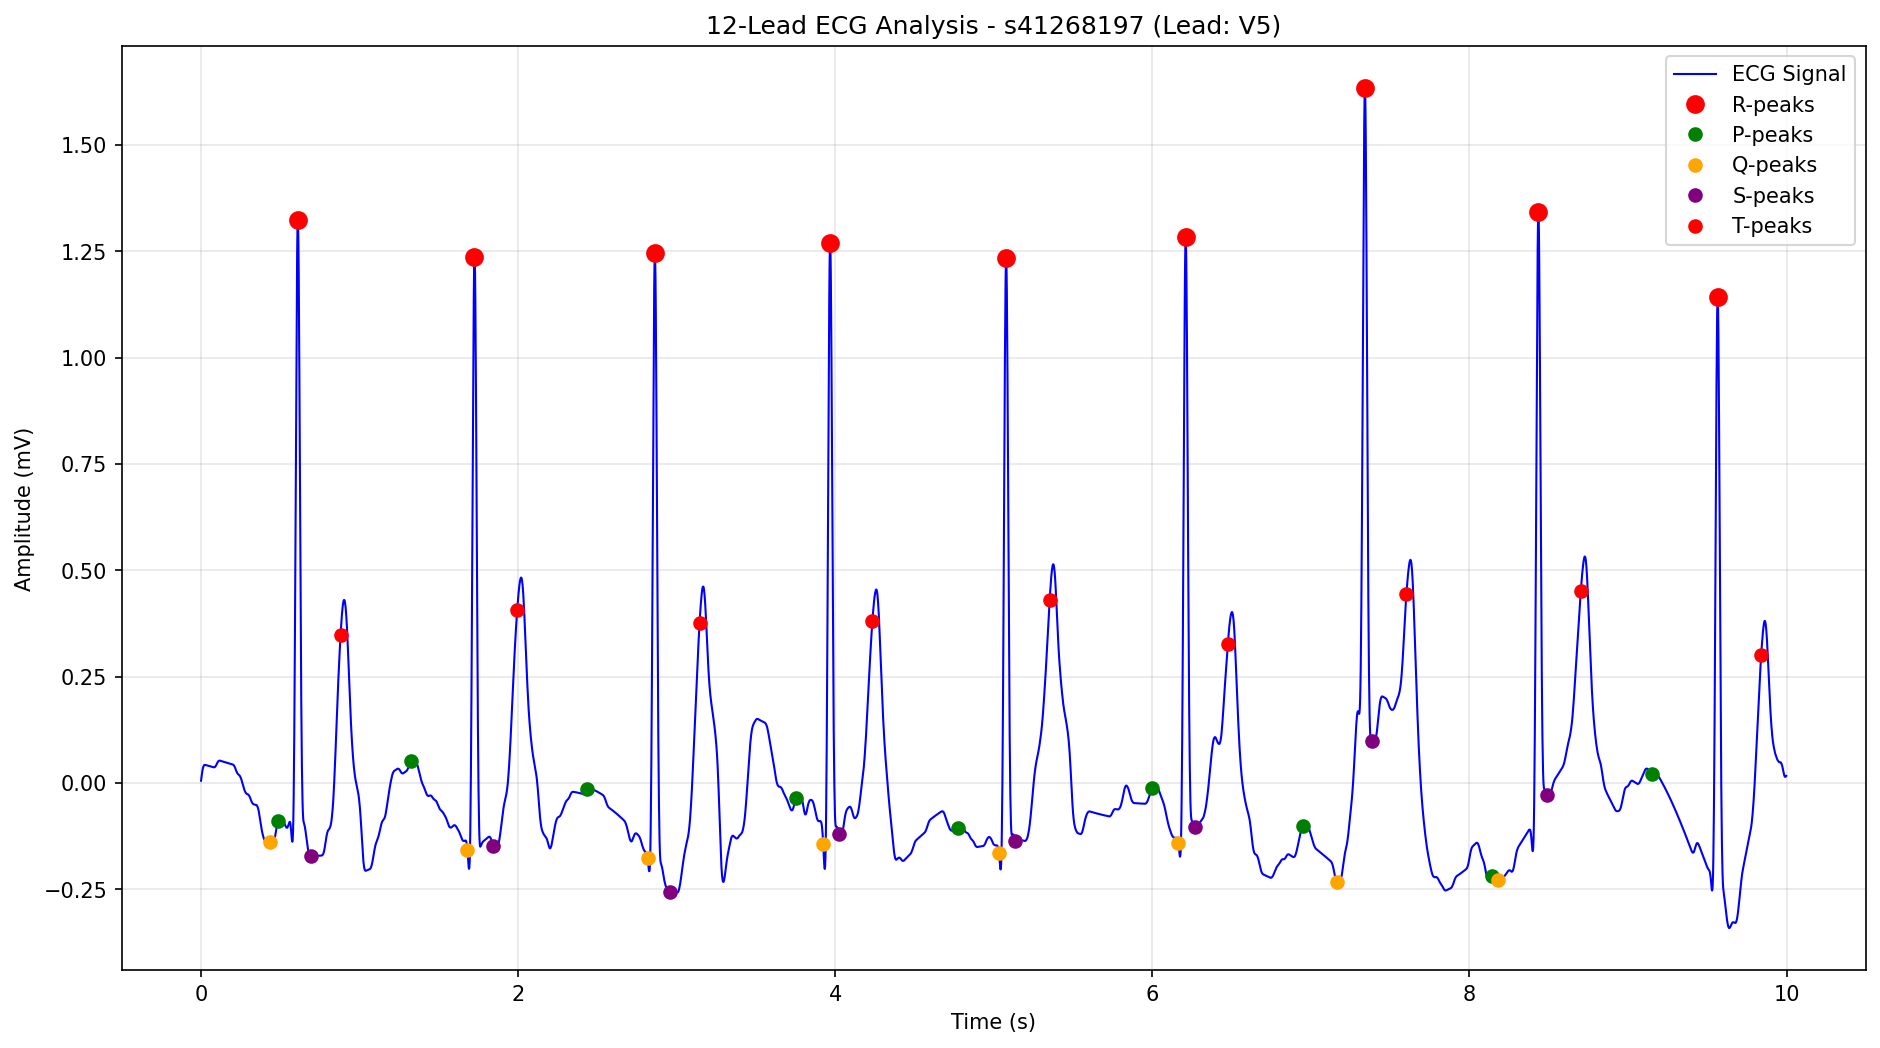 12-Lead ECG Analysis - s41268197 (Lead: V5)
ECG Signal
R-peaks
P-peaks
Q-peaks
S-peaks
T-peaks
1.50
1.25
1.00
0.75
0.50
0.25
0.00
−0.25
Amplitude (mV)
0 2 4 6 8 10
Time (s)